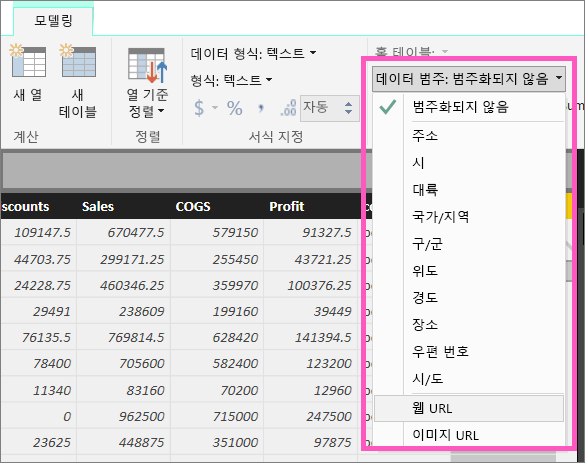 모델링
새 열
새
테이블
계산
열 기준
정렬
정렬
데이터 형식: 텍스트
형식: 텍스트
$ % , .00 자동
서식 지정
홈 테이블:
데이터 범주: 범주화되지 않음
범주화되지 않음
주소
시
대륙
국가/지역
구/군
위도
경도
장소
우편 번호
시/도
웹 URL
이미지 URL
scounts Sales COGS Profit
109147.5 670477.5 579150 91327.5
44703.75 299171.25 255450 43721.25
24228.75 460346.25 359970 100376.25
29491 238609 199160 39449
76135.5 769814.5 628420 141394.5
78400 705600 582400 123200
11340 83160 70200 12960
0 962500 715000 247500
23625 448875 351000 97875